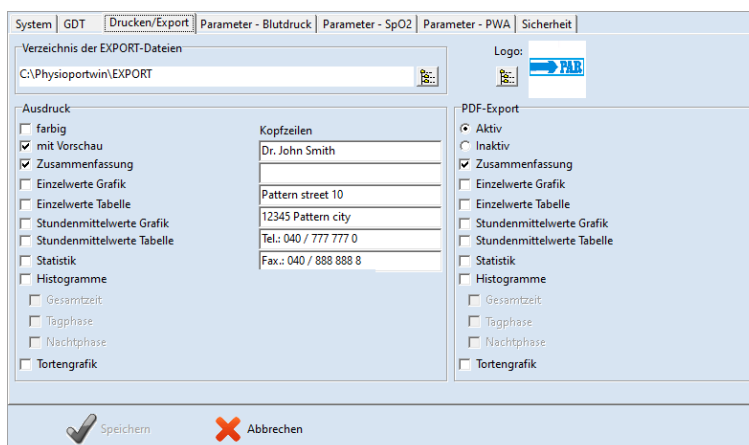 System GDT Drucken/Export Parameter - Blutdruck Parameter - SpO2 Parameter - PWA Sicherheit
Verzeichnis der EXPORT-Dateien
C:\Physioportwin\EXPORT
Logo:
PAR
Ausdruck
farbig
mit Vorschau
Zusammenfassung
Einzelwerte Grafik
Einzelwerte Tabelle
Stundenmittelwerte Grafik
Stundenmittelwerte Tabelle
Statistik
Histogramme
Gesamtzeit
Tagphase
Nachtphase
Tortengrafik
Kopfzeilen
Dr. John Smith
Pattern street 10
12345 Pattern city
Tel.: 040 / 777 777 0
Fax.: 040 / 888 888 8
PDF-Export
Aktiv
Inaktiv
Zusammenfassung
Einzelwerte Grafik
Einzelwerte Tabelle
Stundenmittelwerte Grafik
Stundenmittelwerte Tabelle
Statistik
Histogramme
Gesamtzeit
Tagphase
Nachtphase
Tortengrafik
Speichern Abbrechen